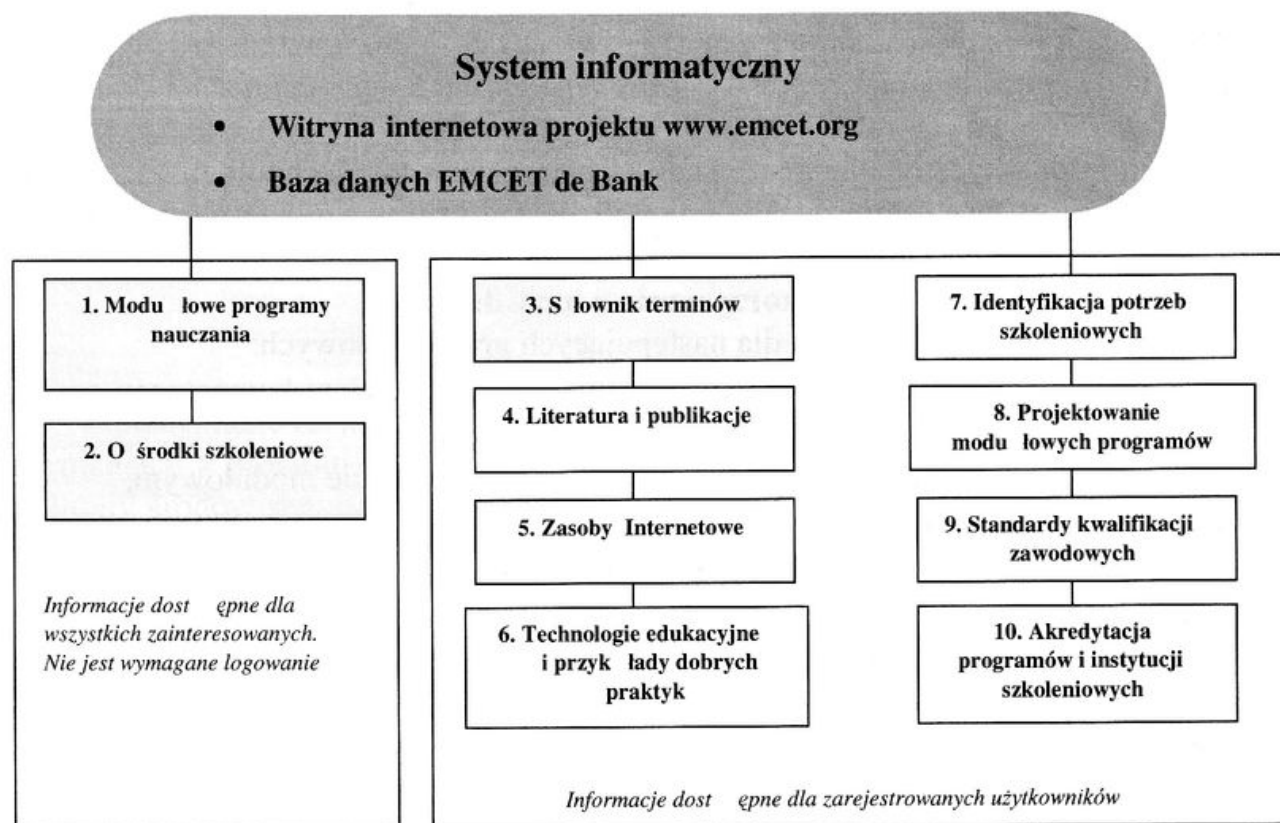 System informatyczny
• Witryna internetowa projektu www.emcet.org
• Baza danych EMCET de Bank
1. Modu łowe programy
nauczania
2. O środki szkoleniowe
Informacje dost ępne dla
wszystkich zainteresowanych.
Nie jest wymagane logowanie
3. S łownik terminów
4. Literatura i publikacje
5. Zasoby Internetowe
6. Technologie edukacyjne
i przyk łady dobrych
praktyk
7. Identyfikacja potrzeb
szkoleniowych
8. Projektowanie
modu łowych programów
9. Standardy kwalifikacji
zawodowych
10. Akredytacja
programów i instytucji
szkoleniowych
Informacje dost ępne dla zarejestrowanych użytkowników